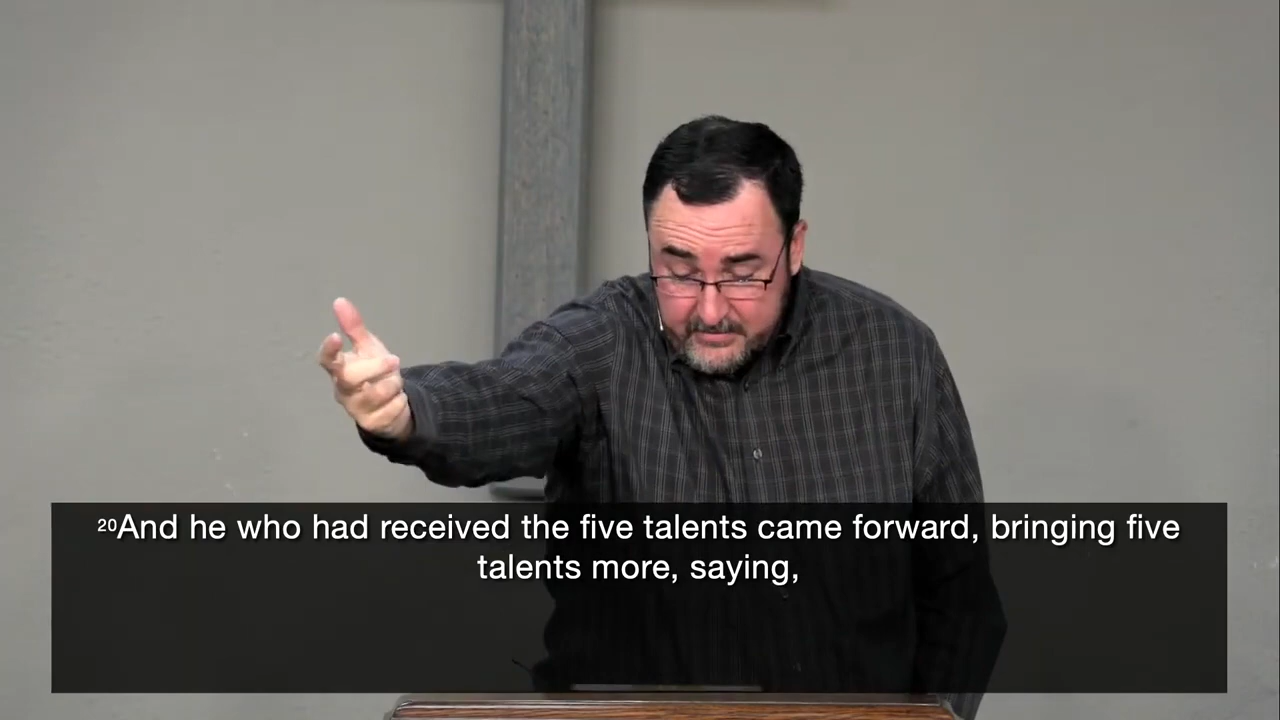 20And he who had received the five talents came forward, bringing five
talents more, saying,